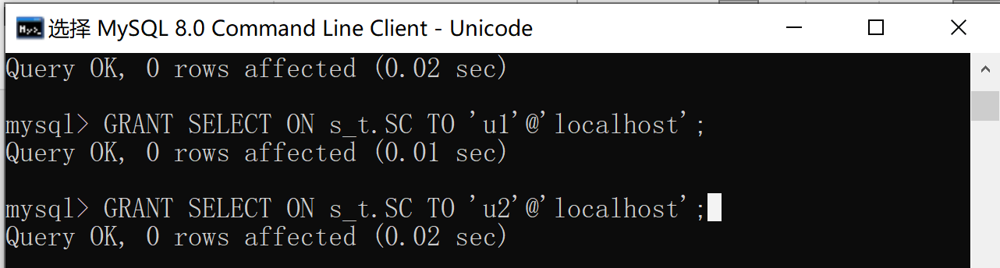 选择 MySQL 8.0 Command Line Client - Unicode
Query OK, 0 rows affected (0.02 sec)
mysql> GRANT SELECT ON s_t.SC TO 'u1'@'localhost';
Query OK, 0 rows affected (0.01 sec)
mysql> GRANT SELECT ON s_t.SC TO 'u2'@'localhost';
Query OK, 0 rows affected (0.02 sec)